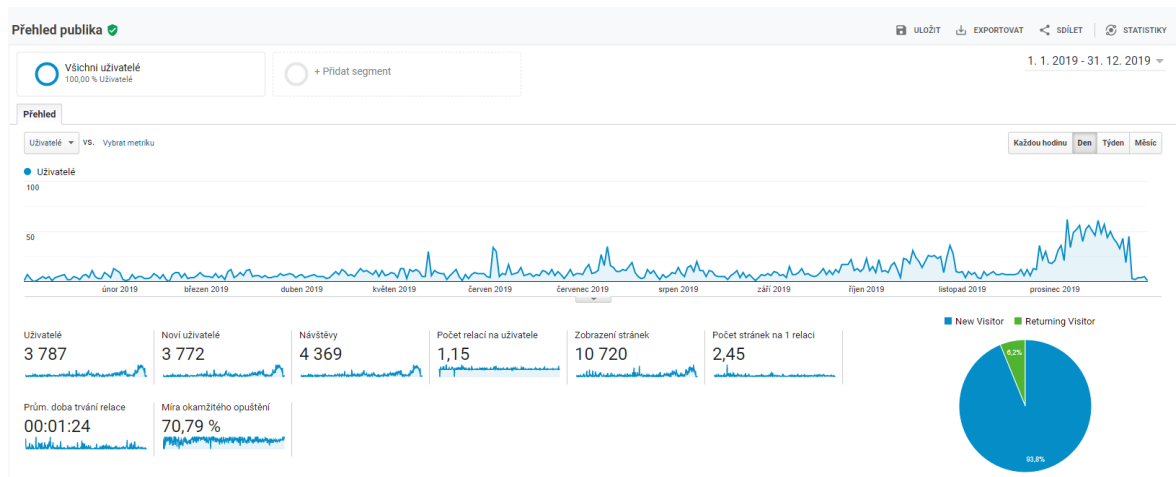 Přehled publika
ULOŽIT EXPORTOVAT SDÍLET STATISTIKY
Všichni uživatelé
100,00 % Uživatelé
+ Přidat segment
1. 1. 2019 - 31. 12. 2019
Přehled
Uživatelé VS. Vybrat metriku
Každou hodinu Den Týden Měsíc
Uživatelé
100
50
únor 2019 březen 2019 duben 2019 květen 2019 červen 2019 červenec 2019 srpen 2019 září 2019 říjen 2019 listopad 2019 prosinec 2019
New Visitor Returning Visitor
Uživatelé
3 787
Noví uživatelé
3 772
Návštěvy
4 369
Počet relací na uživatele
1,15
Zobrazení stránek
10 720
Počet stránek na 1 relaci
2,45
Prům. doba trvání relace
00:01:24
Míra okamžitého opuštění
70,79 %
6,2%
93,8%